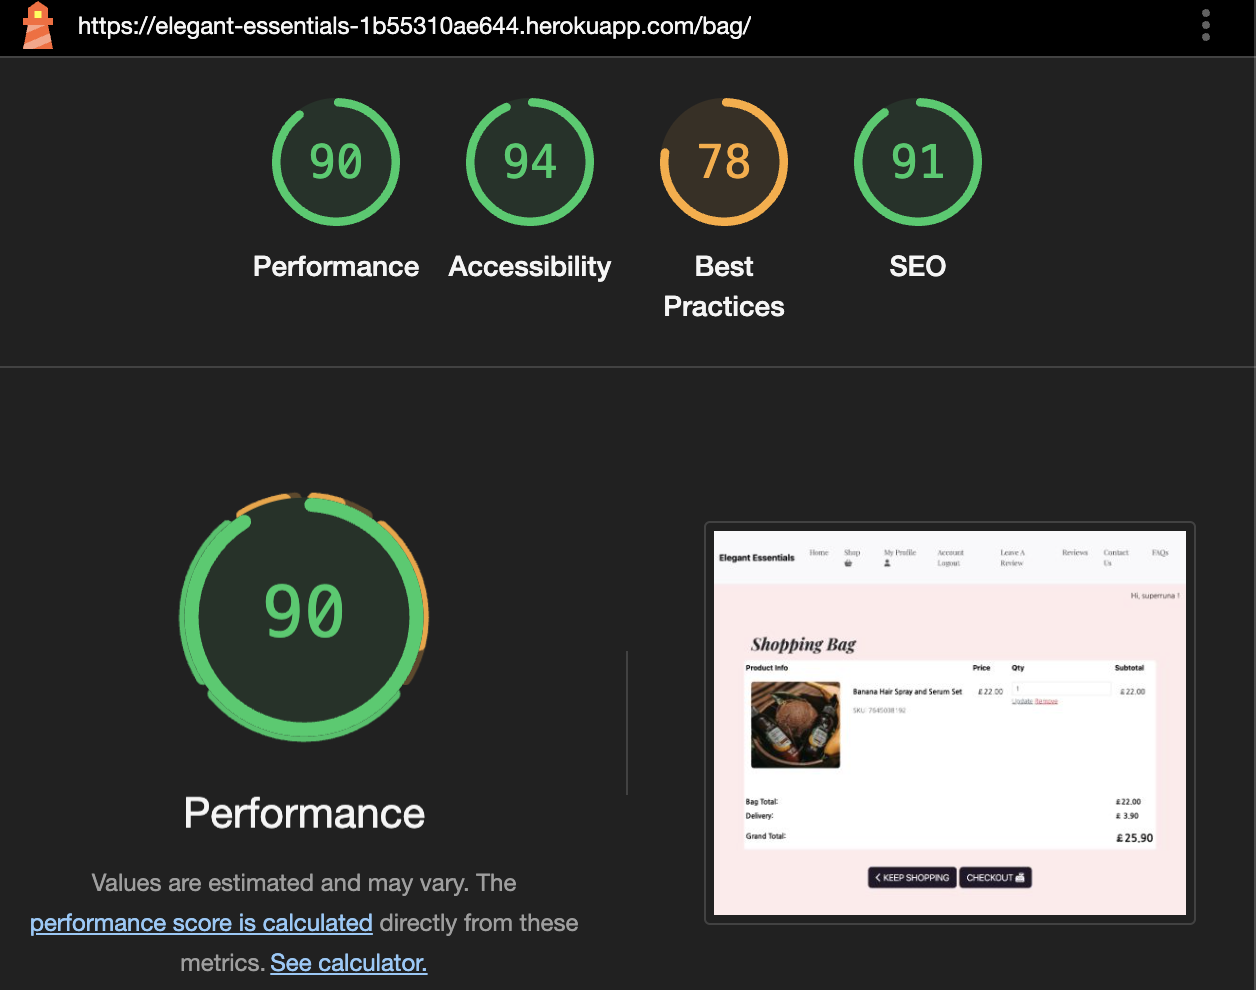 https://elegant-essentials-1b55310ae644.herokuapp.com/bag/
90
94
78
91
Performance
Accessibility
Best
Practices
SEO
90
Performance
Values are estimated and may vary. The
performance score is calculated directly from these
metrics. See calculator.
Elegant Essentials
Home
Shop
My Profile
Account
Logout
Leave A
Review
Reviews
Contact
Us
FAQs
Hi, superruna !
Shopping Bag
Product Info Price Qty Subtotal
Banana Hair Spray and Serum Set £22.00 1 £22.00
Update Remove
SKU: 7645008192
Bag Total: £22.00
Delivery: £ 3.90
Grand Total: £25.90
< KEEP SHOPPING
CHECKOUT